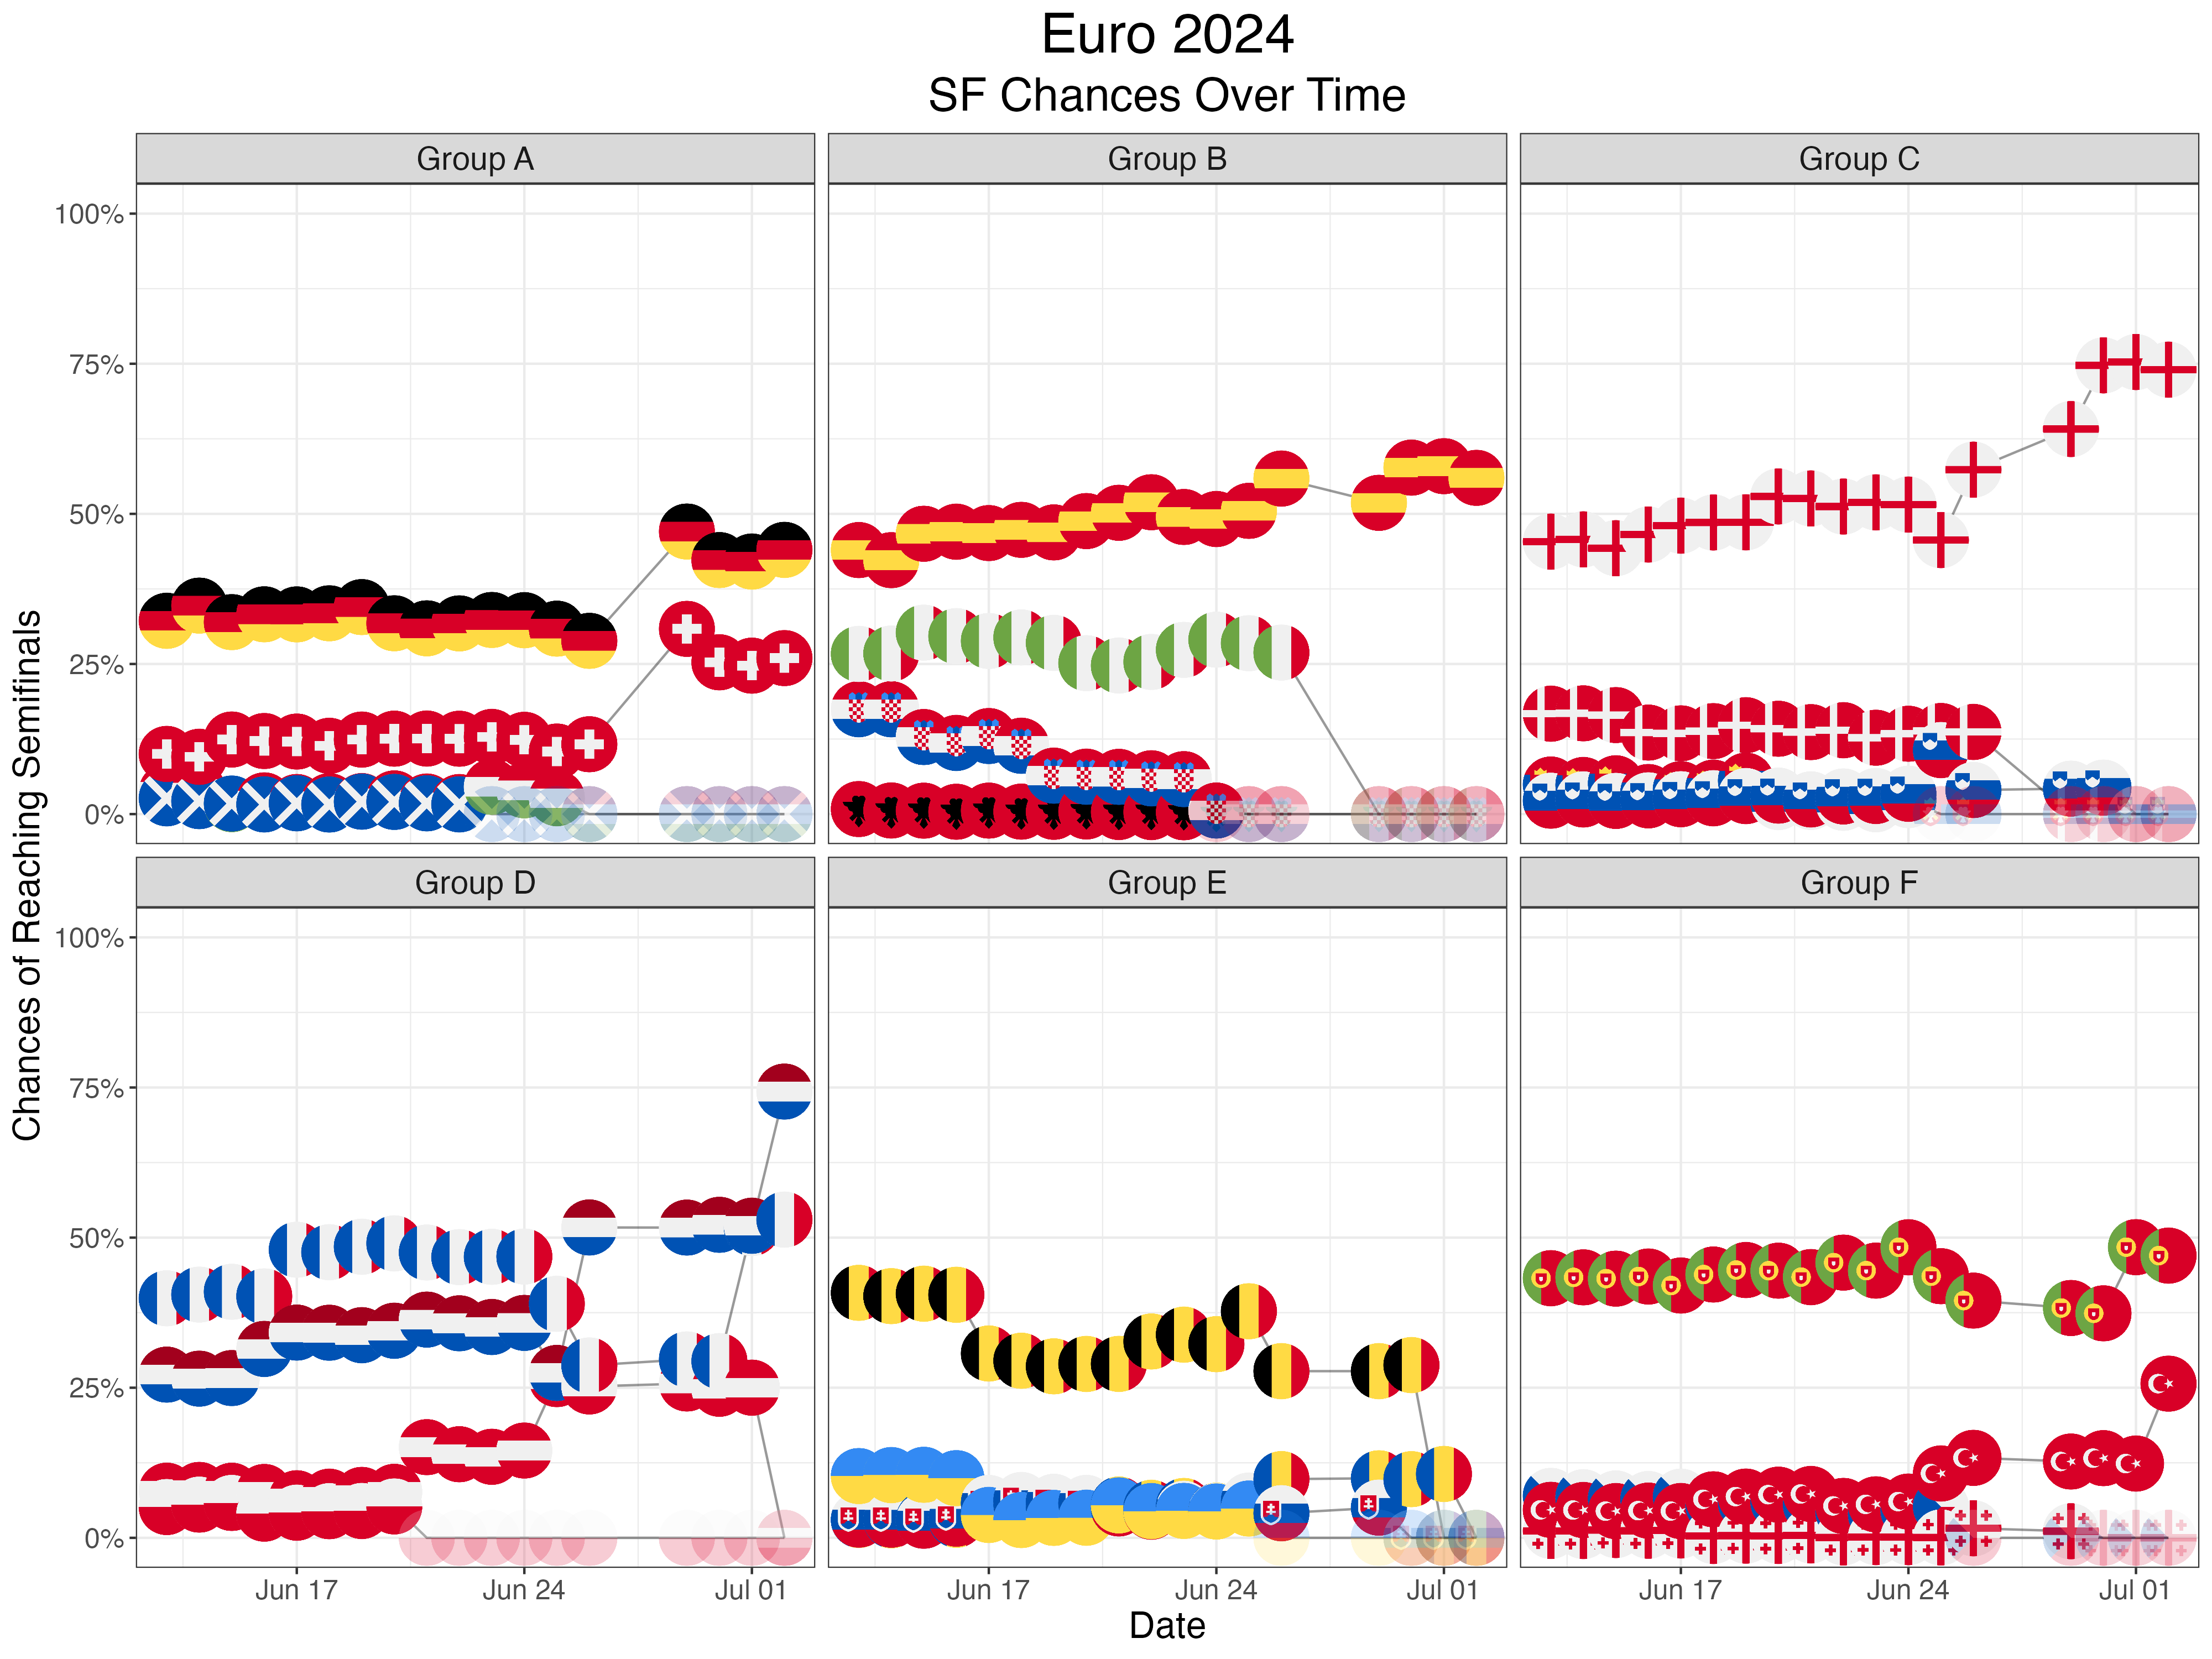 Euro 2024
SF Chances Over Time
Group A
Group B
Group C
100%
75%
50%
25%
0%
Chances of Reaching Semifinals
Group D
Group E
Group F
100%
75%
50%
25%
0%
Jun 17
Jun 24
Jul 01
Jun 17
Jun 24
Jul 01
Jun 17
Jun 24
Jul 01
Date